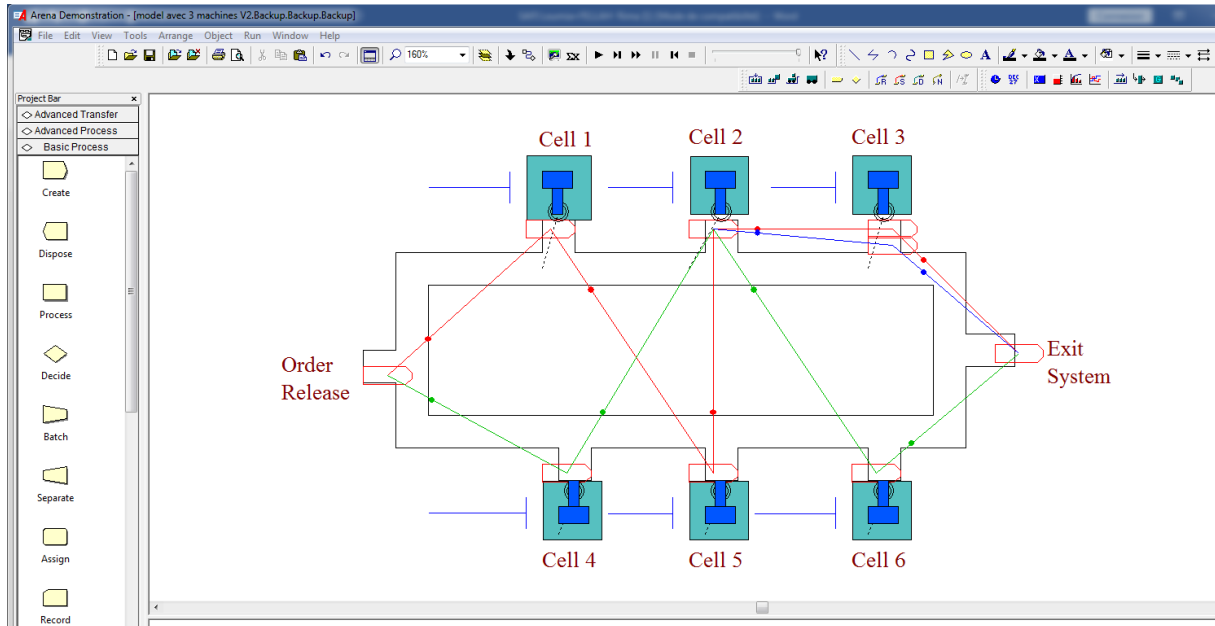 Arena Demonstration - [model avec 3 machines V2.Backup.Backup.Backup]
File Edit View Tools Arrange Object Run Window Help
160%
Project Bar
Advanced Transfer
Advanced Process
Basic Process
Create
Dispose
Process
Decide
Batch
Separate
Assign
Record
Cell 1
Cell 2
Cell 3
Order
Release
Exit
System
Cell 4
Cell 5
Cell 6